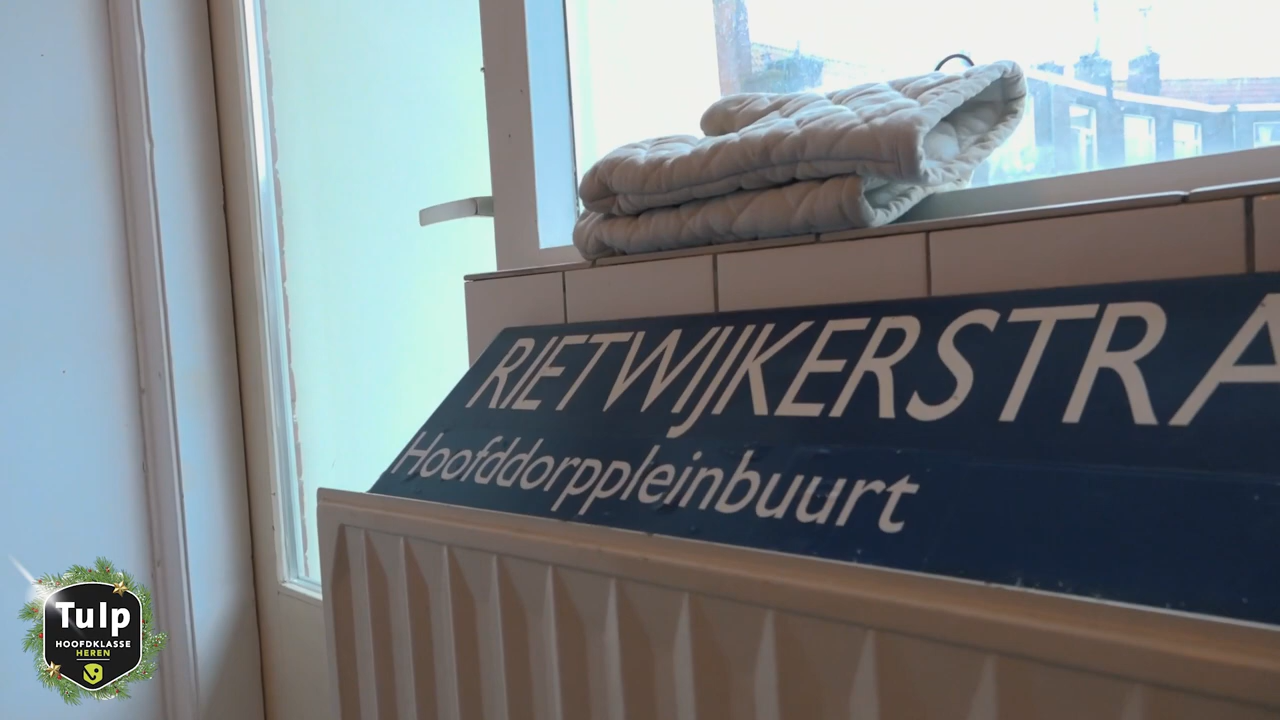 RIETWIJKERSTRA
Hoofddorppleinbuurt
Tulp
HOOFDKLASSE
HEREN